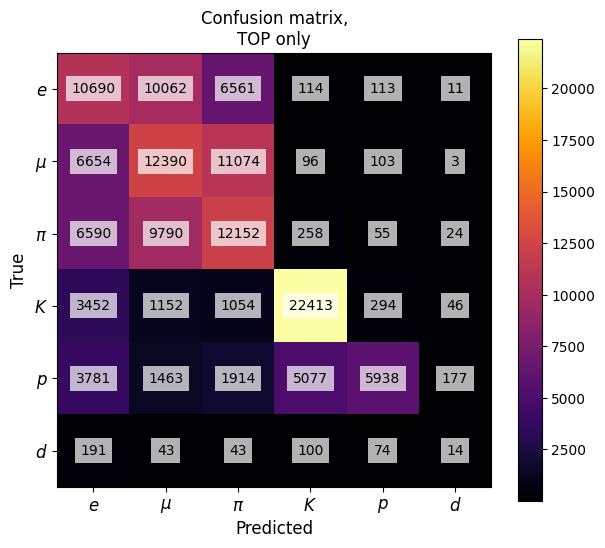 Confusion matrix,
TOP only
True
e 10690 10062 6561 114 113 11
μ 6654 12390 11074 96 103 3
π 6590 9790 12152 258 55 24
K 3452 1152 1054 22413 294 46
p 3781 1463 1914 5077 5938 177
d 191 43 43 100 74 14
e μ π K p d
Predicted
20000
17500
15000
12500
10000
7500
5000
2500